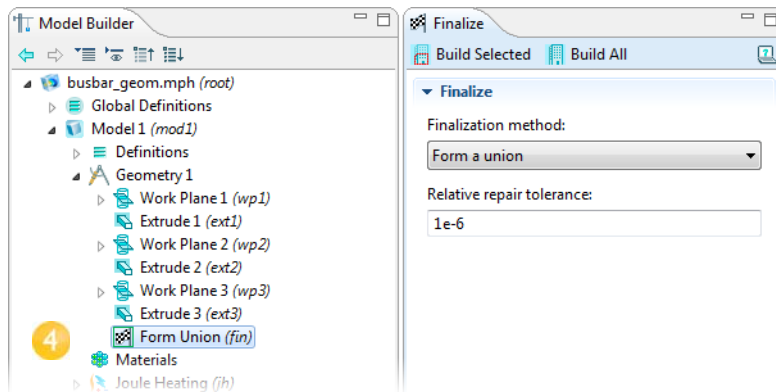 Model Builder
busbar_geom.mph (root)
Global Definitions
Model 1 (mod1)
Definitions
Geometry 1
Work Plane 1 (wp1)
Extrude 1 (ext1)
Work Plane 2 (wp2)
Extrude 2 (ext2)
Work Plane 3 (wp3)
Extrude 3 (ext3)
4
Form Union (fin)
Materials
Joule Heating (jh)
Finalize
Build Selected
Build All
Finalize
Finalization method:
Form a union
Relative repair tolerance:
1e-6